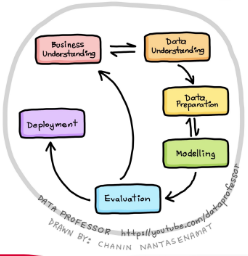 Business
Understanding
Data
Understanding
Data
Preparation
Modelling
Evaluation
Deployment
DATA PROFESSOR https://youtube.com/dataprofessor
DRAWN BY: CHANIN NANTASENAMAT